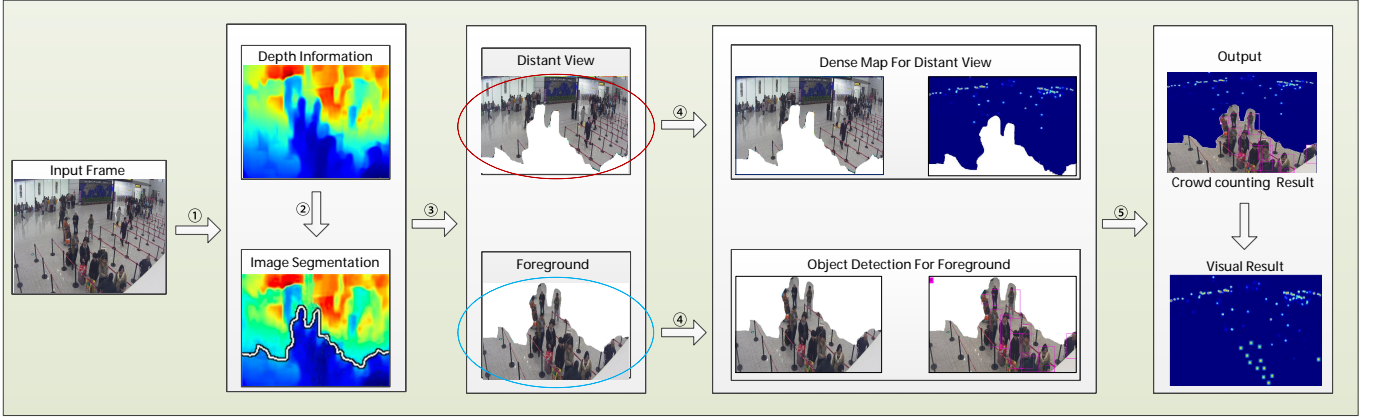 Input Frame
①
Depth Information
②
Image Segmentation
③
Distant View
Foreground
④
④
Dense Map For Distant View
Object Detection For Foreground
⑤
Output
Crowd counting Result
Visual Result